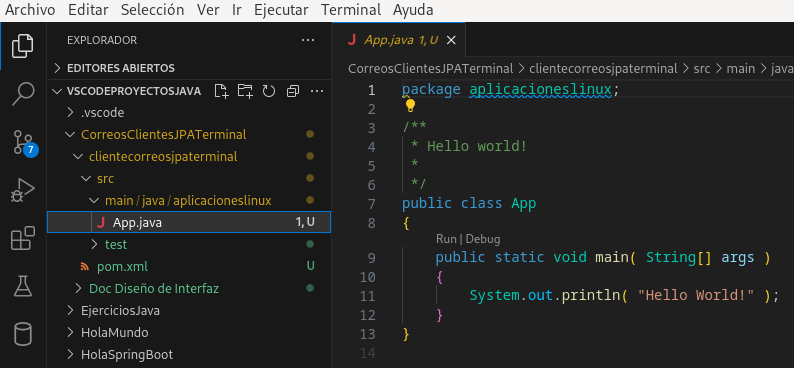 Archivo Editar Selección Ver Ir Ejecutar Terminal Ayuda
EXPLORADOR ...
EDITORES ABIERTOS
VSCODEPROYECTOSJAVA ...
.vscode
CorreosClientesJPATerminal
clientecorreosjpaterminal
src
main / java / aplicacioneslinux
J App.java 1, U
test
pom.xml U
Doc Diseño de Interfaz
EjerciciosJava
HolaMundo
HolaSpringBoot
7
J App.java 1, U ×
CorreosClientesJPATerminal > clientecorreosjpaterminal > src > main > java
1 package aplicacioneslinux;
2
3 /**
4 * Hello world!
5 *
6 */
7 public class App
8 {
Run | Debug
9 public static void main( String[] args )
10 {
11 System.out.println( "Hello World!" );
12 }
13 }
14